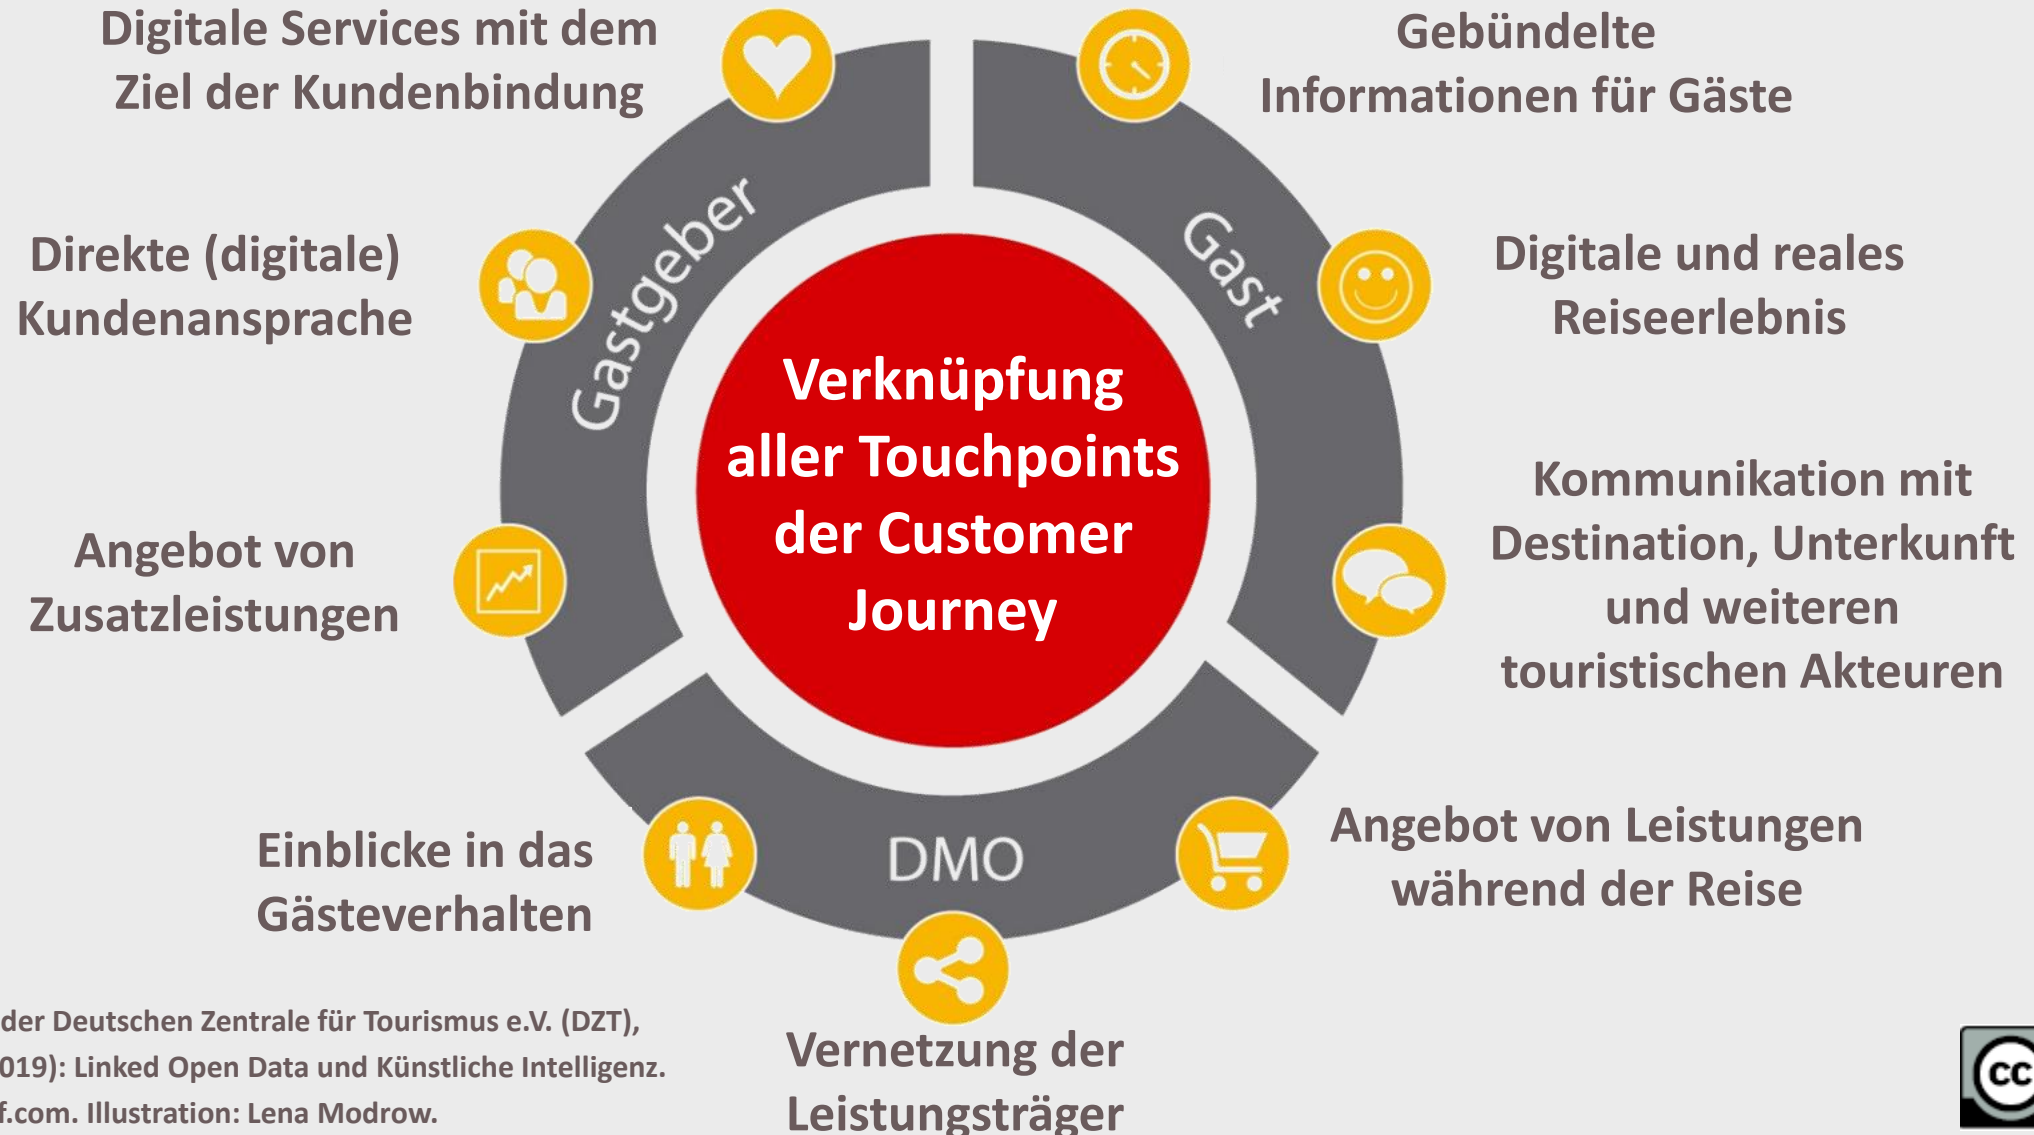 Digitale Services mit dem
Ziel der Kundenbindung
Gebündelte
Informationen für Gäste
Direkte (digitale)
Kundenansprache
Gastgeber
Gast
Digitale und reales
Reiseerlebnis
Verknüpfung
aller Touchpoints
der Customer
Journey
Angebot von
Zusatzleistungen
Kommunikation mit
Destination, Unterkunft
und weiteren
touristischen Akteuren
Einblicke in das
Gästeverhalten
DMO
Angebot von Leistungen
während der Reise
Vernetzung der
Leistungsträger
der Deutschen Zentrale für Tourismus e.V. (DZT),
019): Linked Open Data und Künstliche Intelligenz.
f.com. Illustration: Lena Modrow.
cc